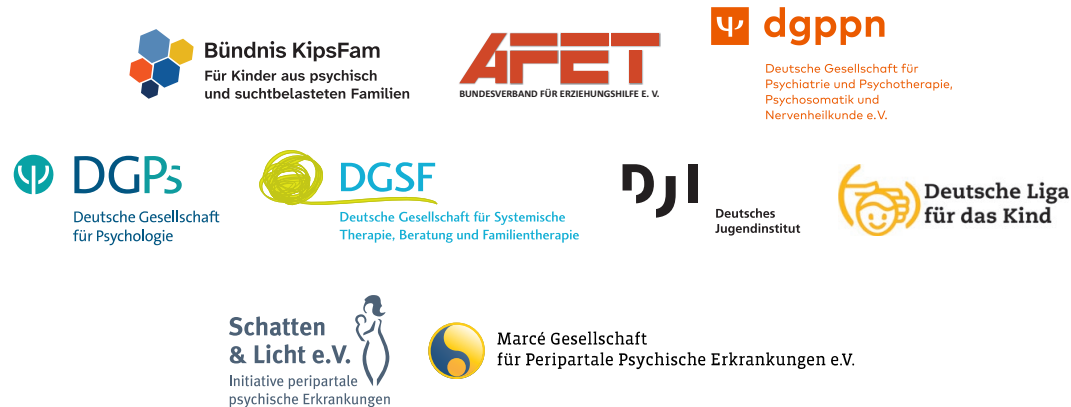 Bündnis KipsFam
Für Kinder aus psychisch
und suchtbelasteten Familien
AFET
BUNDESVERBAND FÜR ERZIEHUNGSHILFE E. V.
dgppn
Deutsche Gesellschaft für
Psychiatrie und Psychotherapie,
Psychosomatik und
Nervenheilkunde e.V.
DGPs
Deutsche Gesellschaft
für Psychologie
DGSF
Deutsche Gesellschaft für Systemische
Therapie, Beratung und Familientherapie
DJI
Deutsches
Jugendinstitut
Deutsche Liga
für das Kind
Schatten
& Licht e.V.
Initiative peripartale
psychische Erkrankungen
Marcé Gesellschaft
für Peripartale Psychische Erkrankungen e.V.